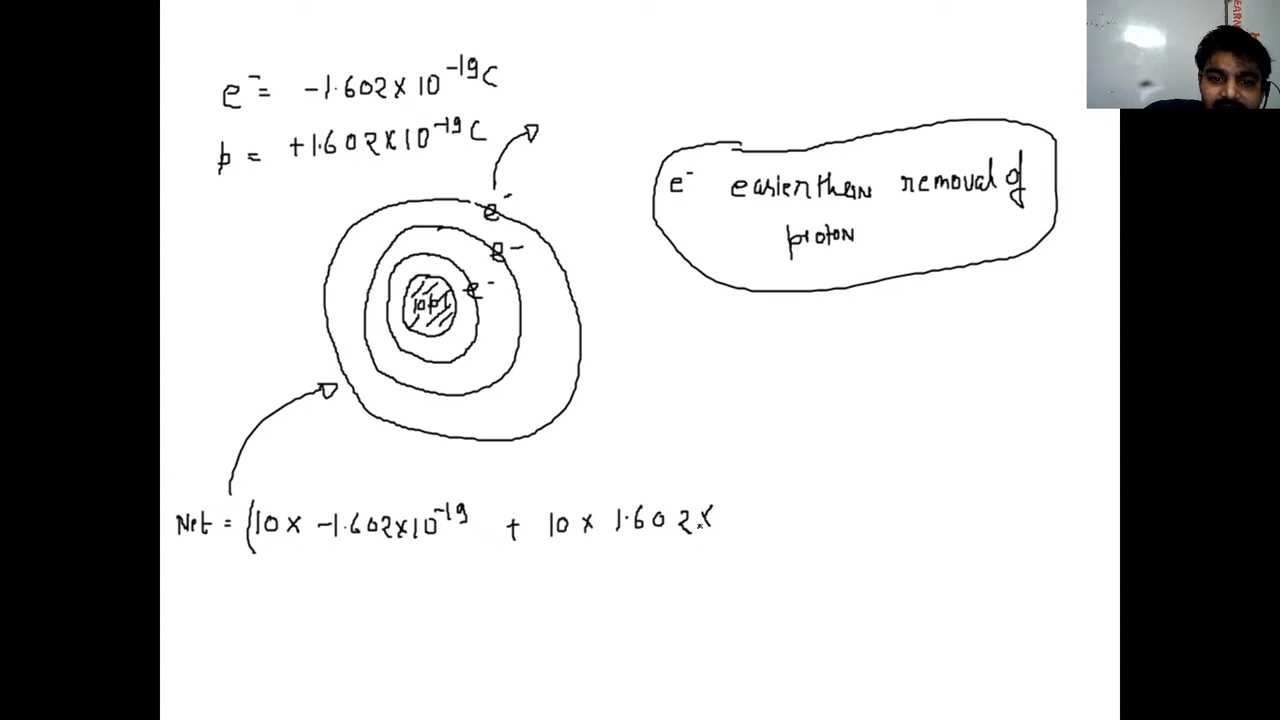 e⁻ = -1.602 × 10⁻¹⁹ C
p = +1.602 × 10⁻¹⁹ C
e⁻ easier than removal of
proton
e⁻
e⁻
e⁻
Net = (10 × -1.602 × 10⁻¹⁹ + 10 × 1.602 ×